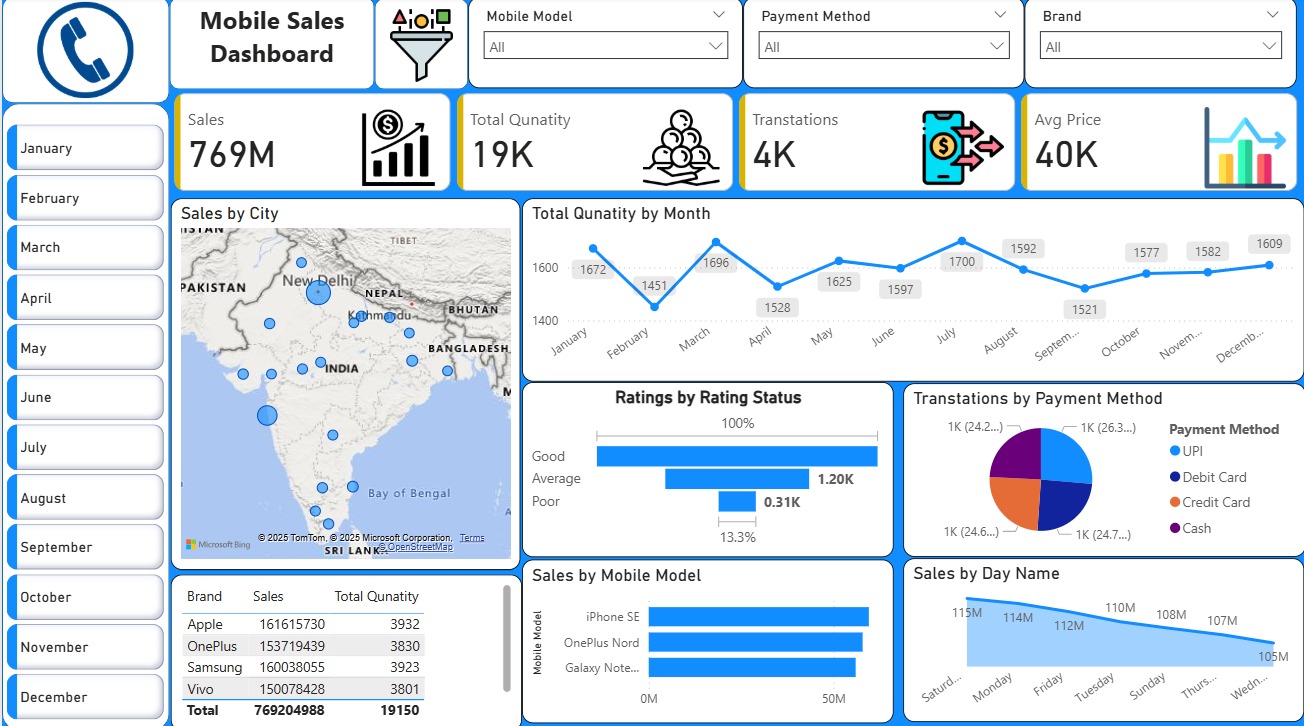 Mobile Sales
Dashboard
Mobile Model
All
Payment Method
All
Brand
All
January
February
March
April
May
June
July
August
September
October
November
December
Sales
769M
Total Qunatity
19K
Transtations
4K
Avg Price
40K
Sales by City
ISTAN
TIBET
New Delhi
PAKISTAN
NEPAL
Kathmandu
BHUTAN
BANGLADESH
INDIA
M
Bay of Bengal
© 2025 TomTom, © 2025 Microsoft Corporation, Terms
© OpenStreetMap
Microsoft Bing
SRI LANKA
Total Qunatity by Month
1600
1400
1672
1451
1696
1528
1625
1597
1700
1592
1521
1577
1582
1609
January
February
March
April
May
June
July
August
Septem...
October
Novem...
Decemb...
Ratings by Rating Status
100%
Good
Average
1.20K
Poor
0.31K
13.3%
Transtations by Payment Method
1K (24.2...)
1K (26.3...)
1K (24.6...)
1K (24.7...)
Payment Method
UPI
Debit Card
Credit Card
Cash
Brand Sales Total Qunatity
Apple 161615730 3932
OnePlus 153719439 3830
Samsung 160038055 3923
Vivo 150078428 3801
Total 769204988 19150
Sales by Mobile Model
Mobile Model
iPhone SE
OnePlus Nord
Galaxy Note...
0M 50M
Sales by Day Name
115M
114M
112M
110M
108M
107M
105M
Saturd...
Monday
Friday
Tuesday
Sunday
Thurs...
Wedn...